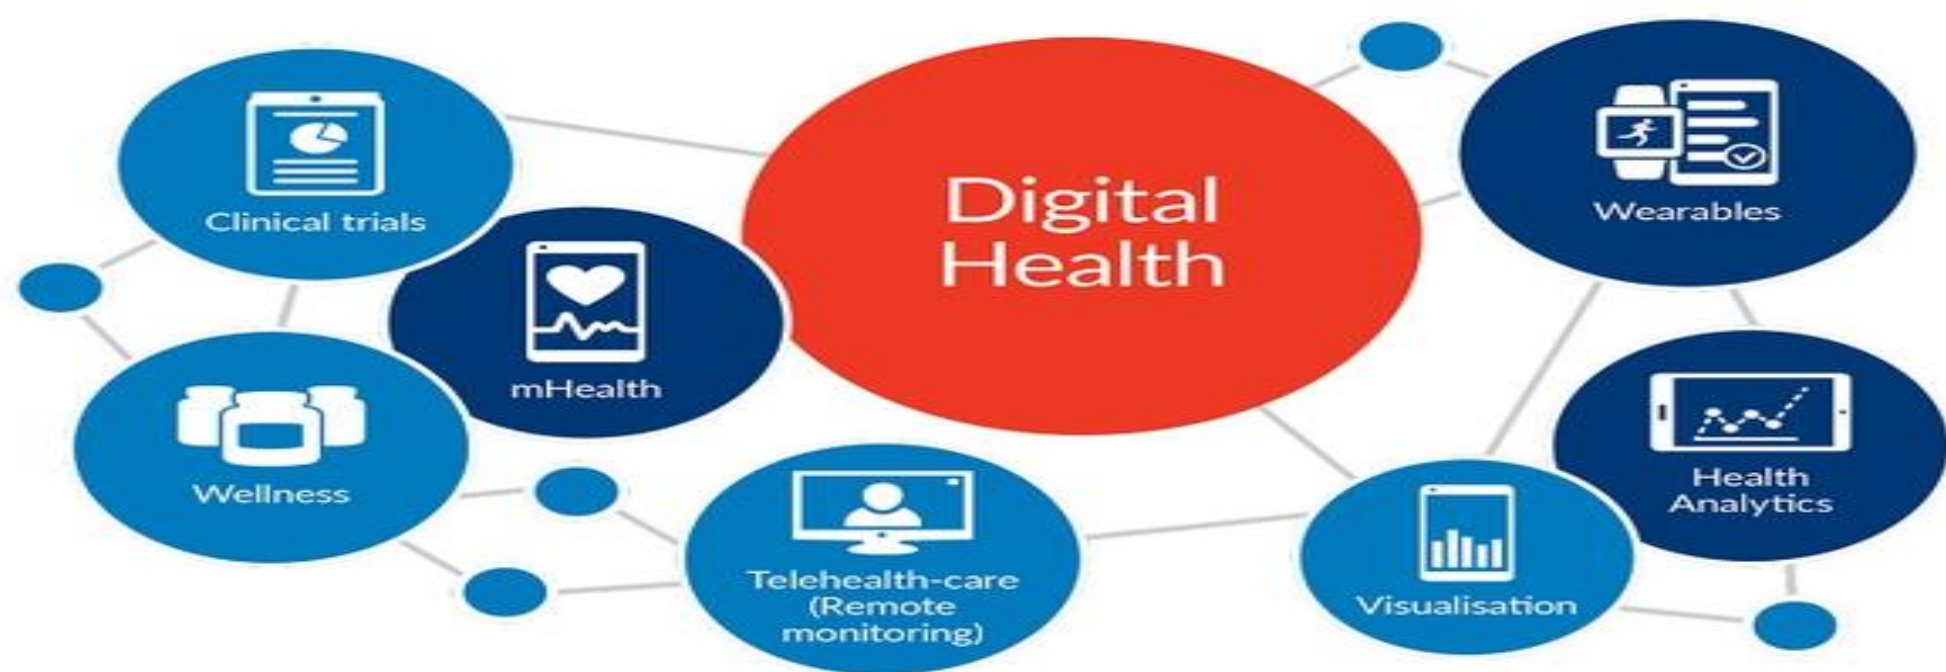 Digital
Health
Clinical trials
mHealth
Wellness
Telehealth-care
(Remote
monitoring)
Visualisation
Health
Analytics
Wearables